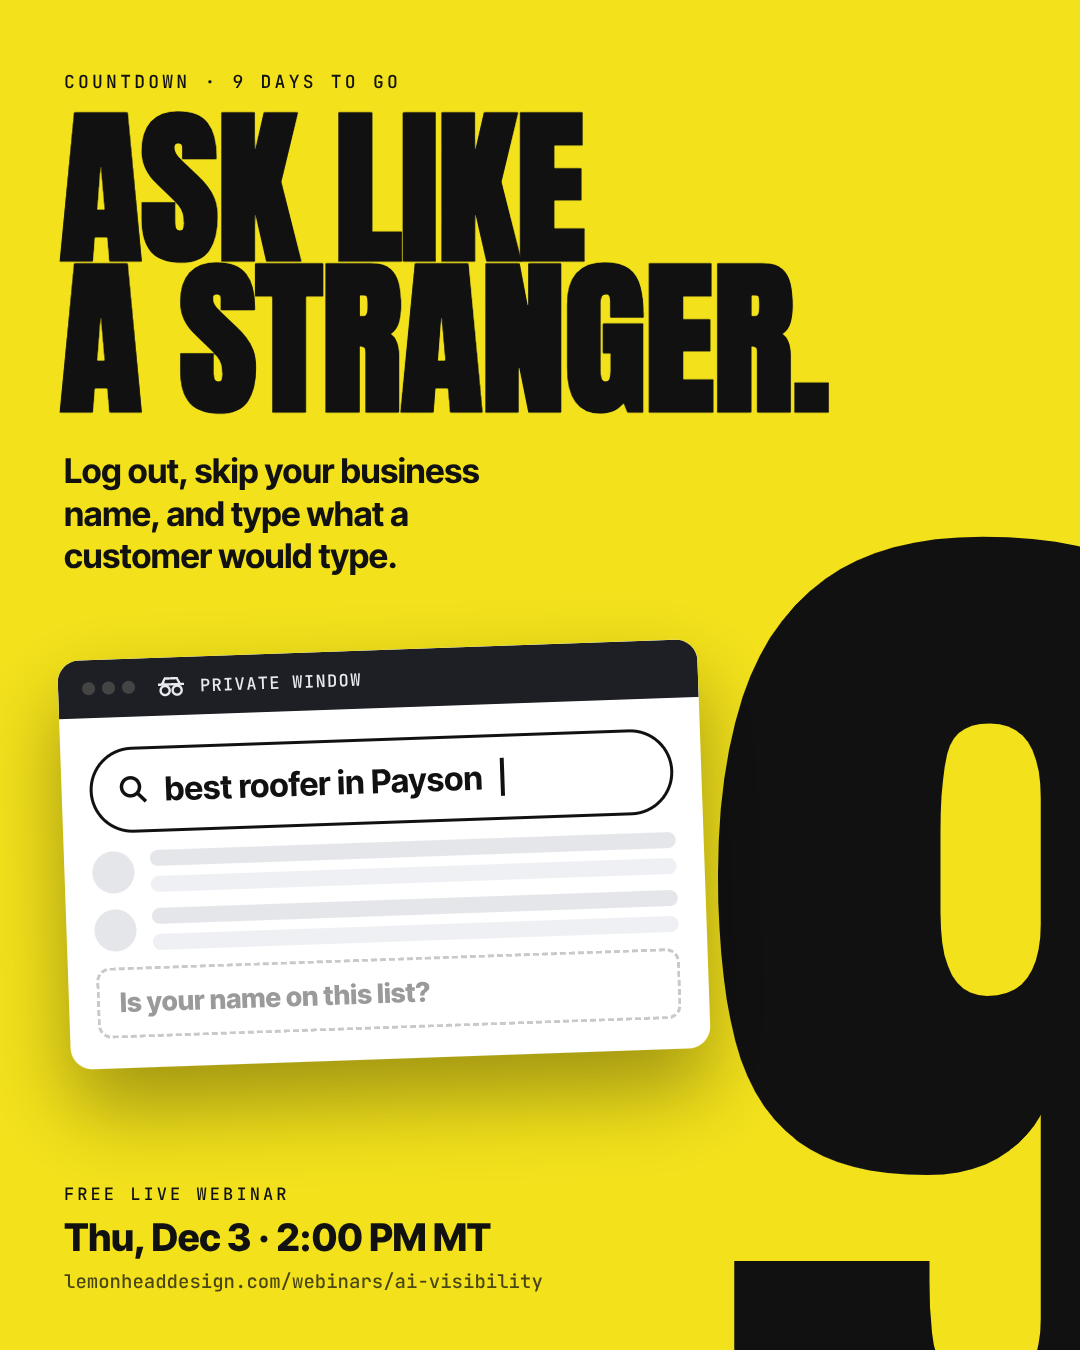 COUNTDOWN · 9 DAYS TO GO
ASK LIKE
A STRANGER.
Log out, skip your business
name, and type what a
customer would type.
PRIVATE WINDOW
best roofer in Payson
Is your name on this list?
9
FREE LIVE WEBINAR
Thu, Dec 3 · 2:00 PM MT
lemonheaddesign.com/webinars/ai-visibility